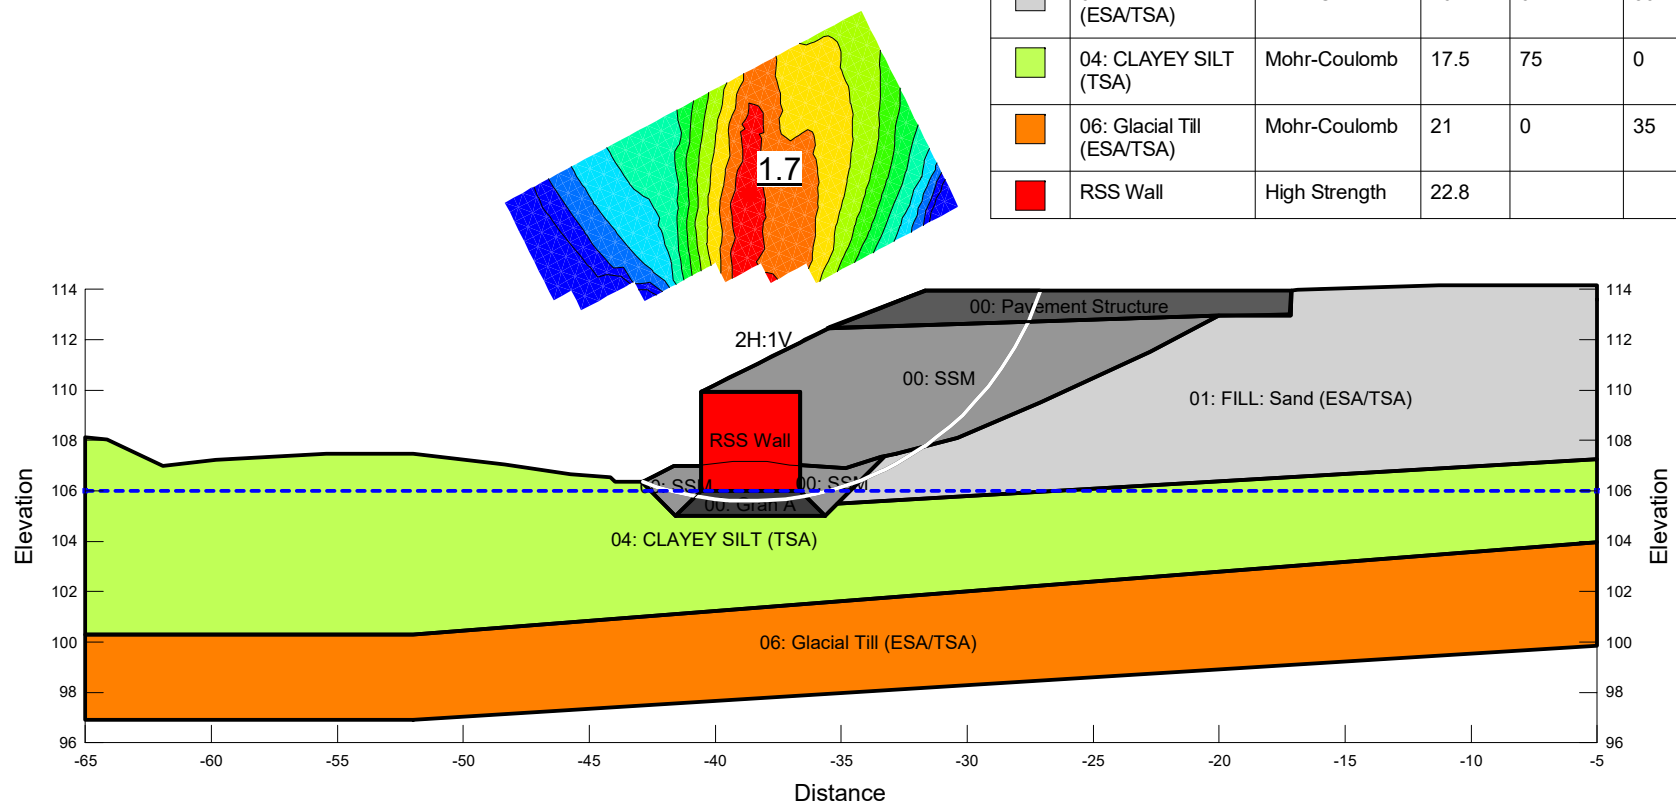 (ESA/TSA)
04: CLAYEY SILT Mohr-Coulomb 17.5 75 0
(TSA)
06: Glacial Till Mohr-Coulomb 21 0 35
(ESA/TSA)
RSS Wall High Strength 22.8
1.7
114 114
00: Pavement Structure
112 2H:1V 112
110 00: SSM 110
01: FILL: Sand (ESA/TSA)
108 RSS Wall 108
106 00: SSM 00: SSM 106
00: Gran A
104 04: CLAYEY SILT (TSA) 104
102 102
100 06: Glacial Till (ESA/TSA) 100
98 98
96 96
Elevation Elevation
-65 -60 -55 -50 -45 -40 -35 -30 -25 -20 -15 -10 -5
Distance